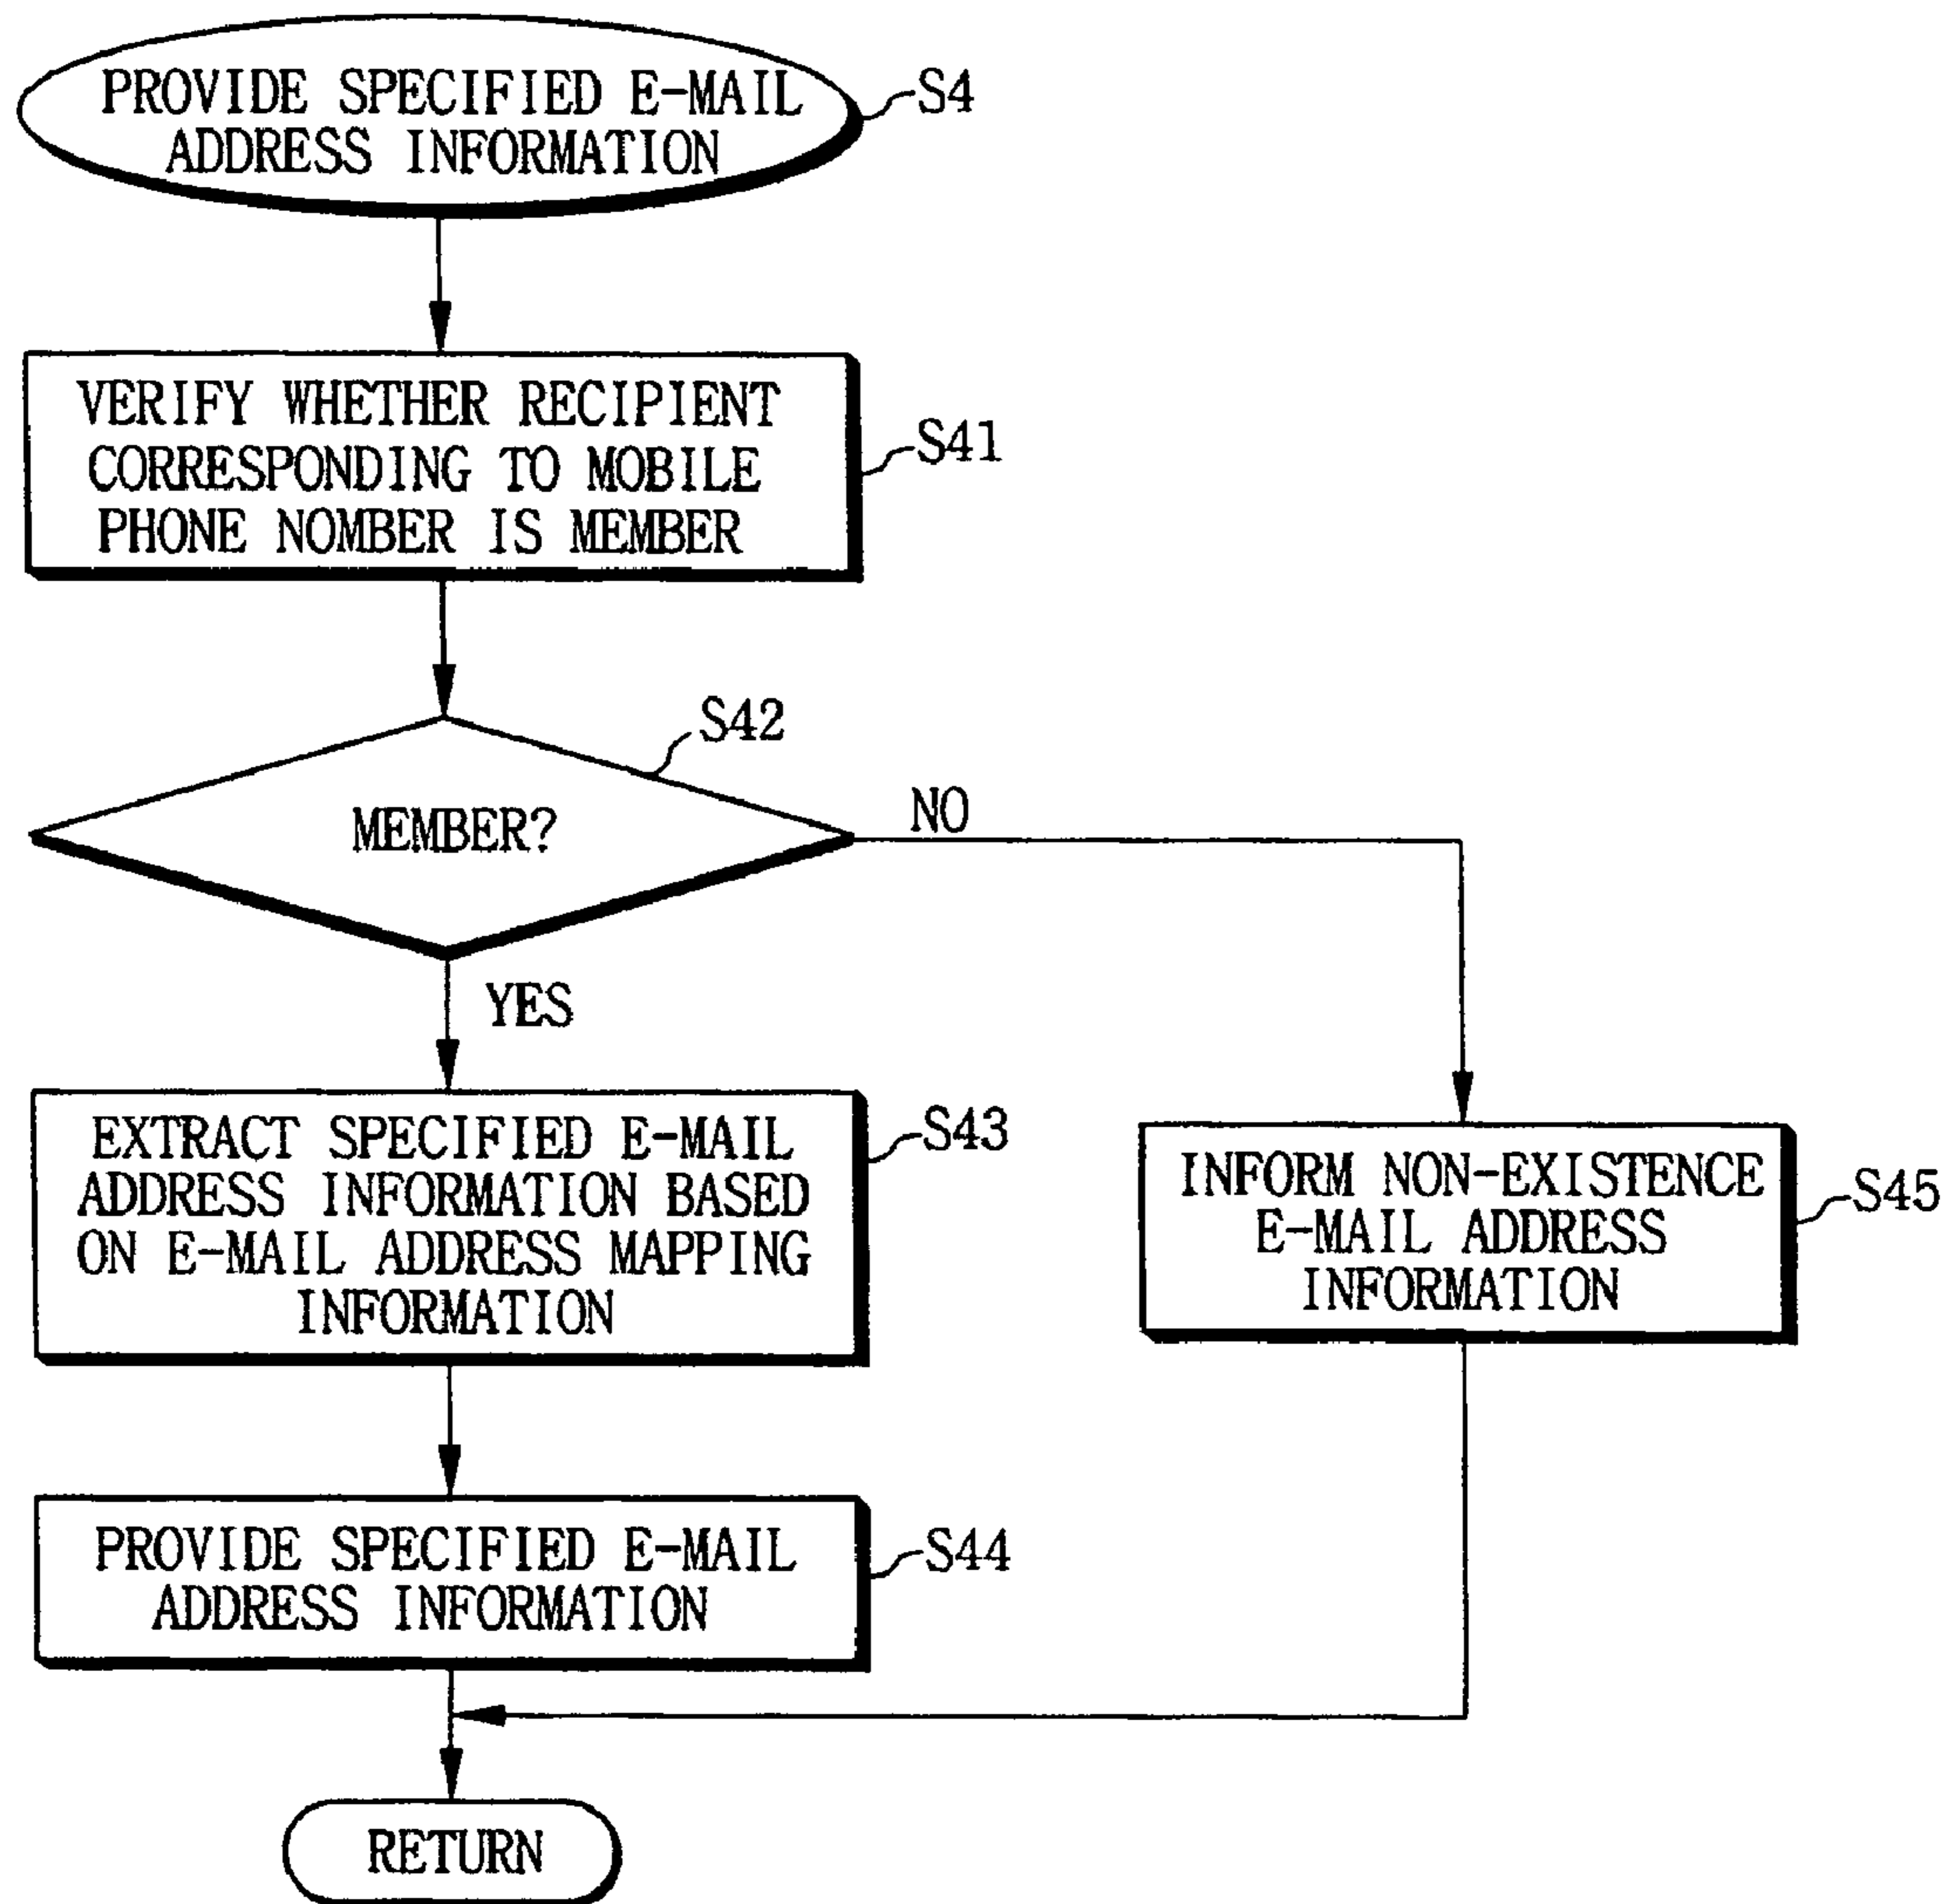 PROVIDE SPECIFIED E-MAIL
ADDRESS INFORMATION
S4
VERIFY WHETHER RECIPIENT
CORRESPONDING TO MOBILE
PHONE NOMBER IS MEMBER
S41
S42
MEMBER?
NO
YES
EXTRACT SPECIFIED E-MAIL
ADDRESS INFORMATION BASED
ON E-MAIL ADDRESS MAPPING
INFORMATION
S43
INFORM NON-EXISTENCE
E-MAIL ADDRESS
INFORMATION
S45
PROVIDE SPECIFIED E-MAIL
ADDRESS INFORMATION
S44
RETURN